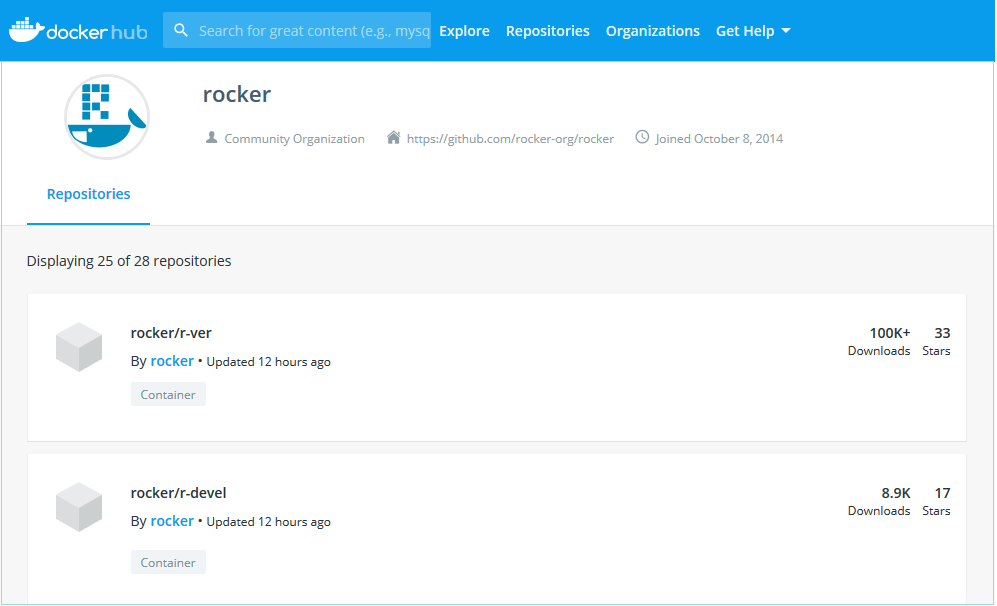 docker hub Search for great content (e.g., mysq Explore Repositories Organizations Get Help
R
rocker
Community Organization https://github.com/rocker-org/rocker Joined October 8, 2014
Repositories
Displaying 25 of 28 repositories
rocker/r-ver 100K+ 33
By rocker • Updated 12 hours ago Downloads Stars
Container
rocker/r-devel 8.9K 17
By rocker • Updated 12 hours ago Downloads Stars
Container